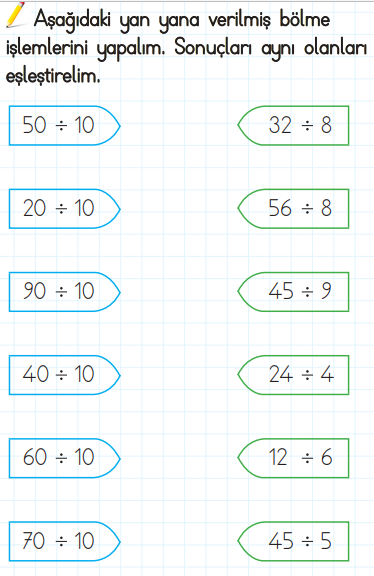 Aşağıdaki yan yana verilmiş bölme
işlemlerini yapalım. Sonuçları aynı olanları
eşleştirelim.
50 ÷ 10
32 ÷ 8
20 ÷ 10
56 ÷ 8
90 ÷ 10
45 ÷ 9
40 ÷ 10
24 ÷ 4
60 ÷ 10
12 ÷ 6
70 ÷ 10
45 ÷ 5